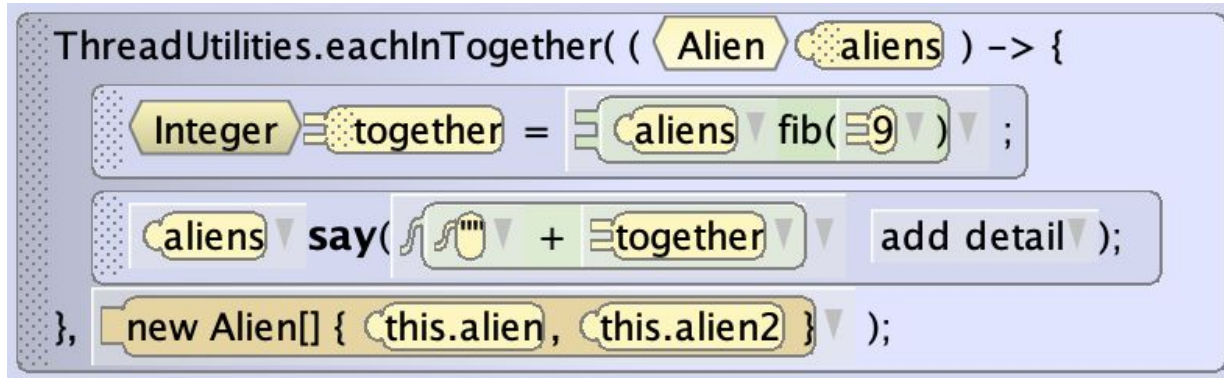 ThreadUtilities.eachInTogether( ( Alien aliens ) -> {
Integer together = aliens fib( 9 ) ;
aliens say( "" + together add detail );
}, new Alien[] { this.alien, this.alien2 } );